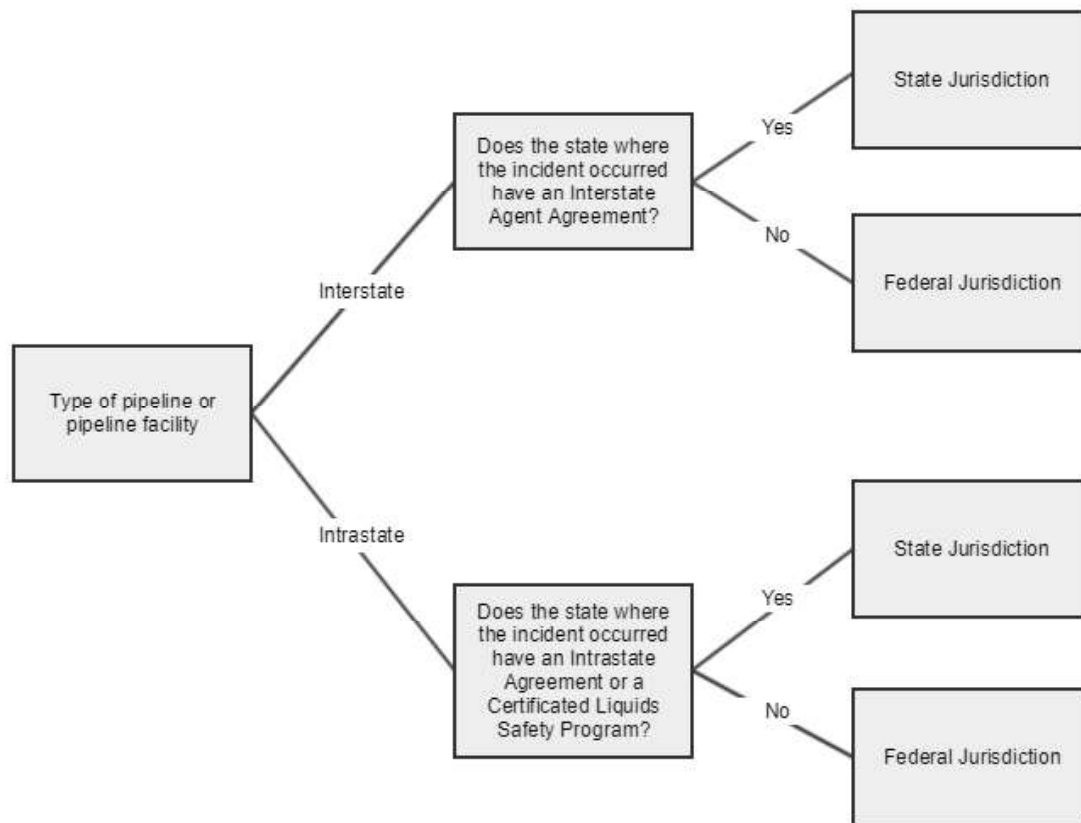 Type of pipeline or
pipeline facility
Interstate
Does the state where
the incident occurred
have an Interstate
Agent Agreement?
Yes
State Jurisdiction
No
Federal Jurisdiction
Intrastate
Does the state where
the incident occurred
have an Intrastate
Agreement or a
Certificated Liquids
Safety Program?
Yes
State Jurisdiction
No
Federal Jurisdiction